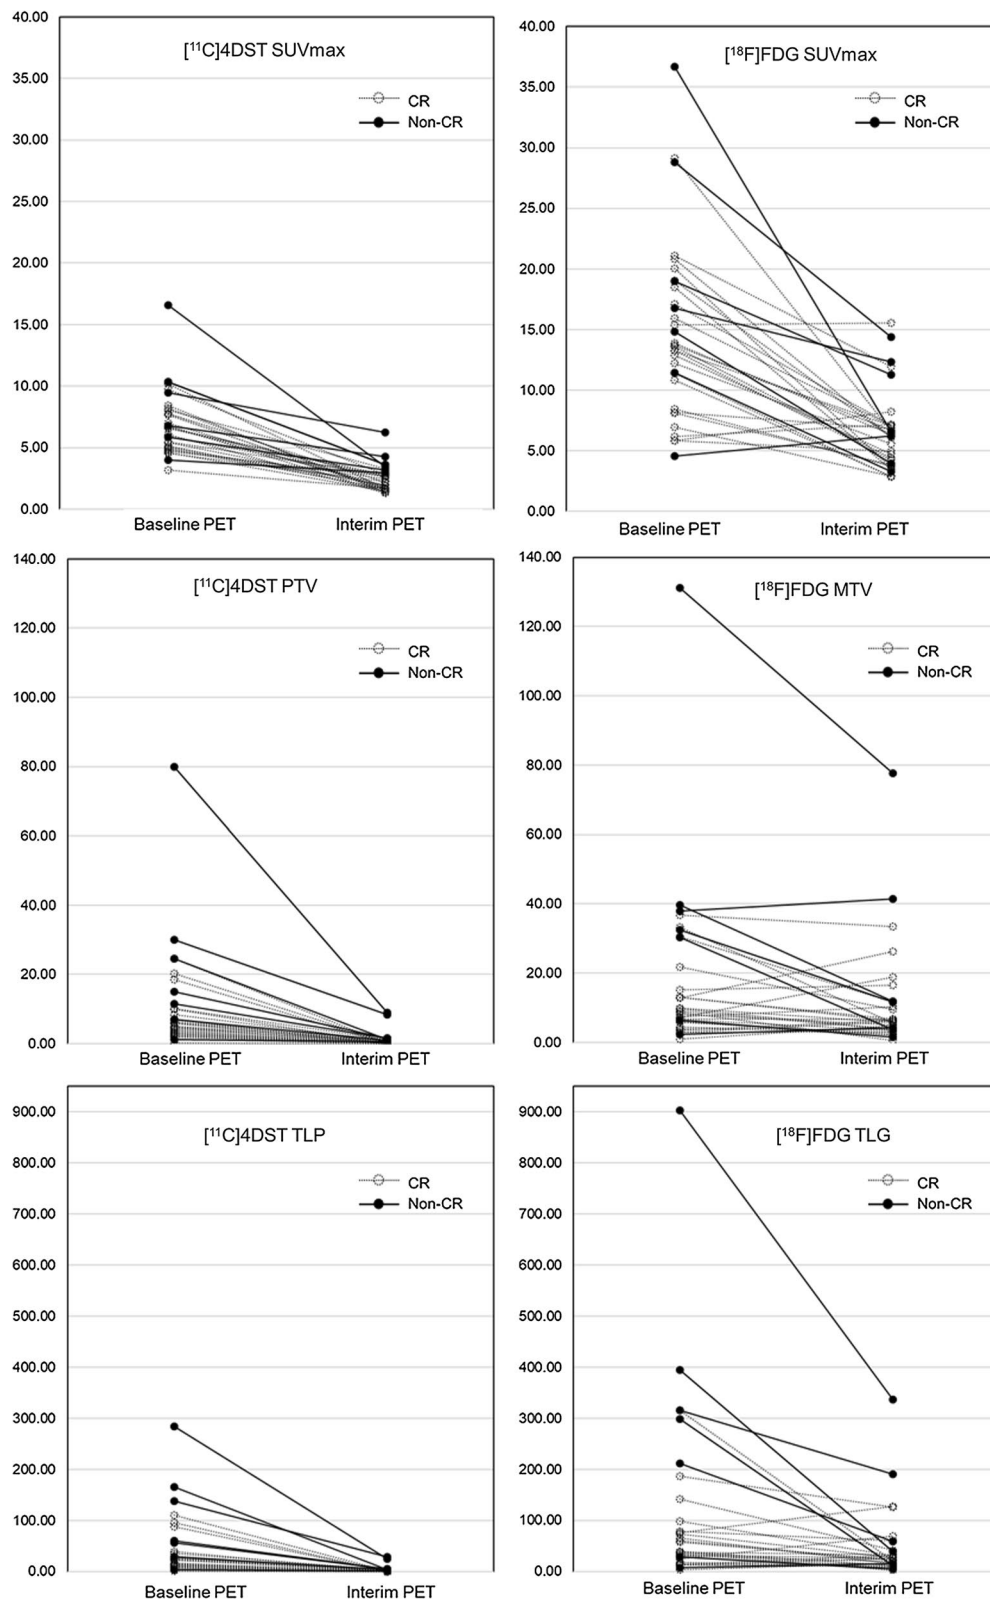 [¹¹C]4DST SUVmax
40.00
35.00
30.00
25.00
20.00
15.00
10.00
5.00
0.00
CR
Non-CR
Baseline PET Interim PET
[¹⁸F]FDG SUVmax
40.00
35.00
30.00
25.00
20.00
15.00
10.00
5.00
0.00
CR
Non-CR
Baseline PET Interim PET
[¹¹C]4DST PTV
140.00
120.00
100.00
80.00
60.00
40.00
20.00
0.00
CR
Non-CR
Baseline PET Interim PET
[¹⁸F]FDG MTV
140.00
120.00
100.00
80.00
60.00
40.00
20.00
0.00
CR
Non-CR
Baseline PET Interim PET
[¹¹C]4DST TLP
900.00
800.00
700.00
600.00
500.00
400.00
300.00
200.00
100.00
0.00
CR
Non-CR
Baseline PET Interim PET
[¹⁸F]FDG TLG
900.00
800.00
700.00
600.00
500.00
400.00
300.00
200.00
100.00
0.00
CR
Non-CR
Baseline PET Interim PET